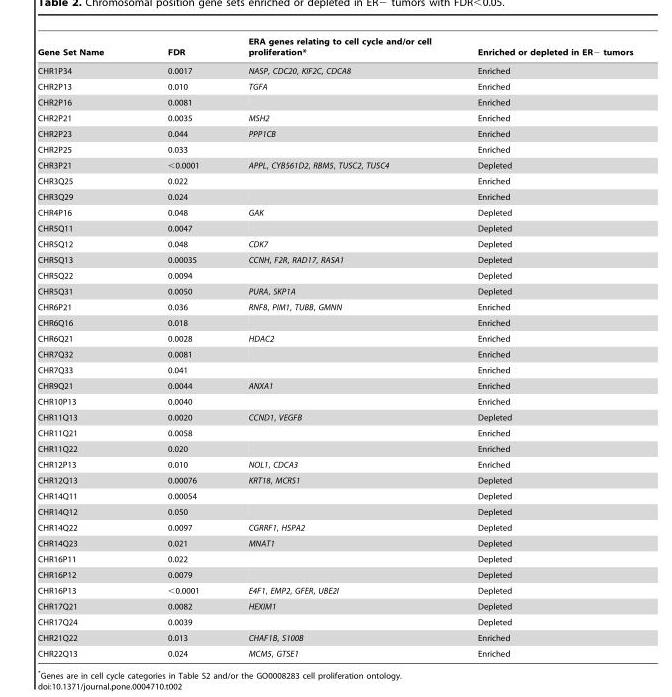 Table 2. Chromosomal position gene sets enriched or depleted in ER− tumors with FDR<0.05.
Gene Set Name FDR ERA genes relating to cell cycle and/or cell proliferation* Enriched or depleted in ER− tumors
CHR1P34 0.0017 NASP, CDC20, KIF2C, CDCA8 Enriched
CHR2P13 0.010 TGFA Enriched
CHR2P16 0.0081 Enriched
CHR2P21 0.0035 MSH2 Enriched
CHR2P23 0.044 PPP1CB Enriched
CHR2P25 0.033 Enriched
CHR3P21 <0.0001 APPL, CYB561D2, RBM5, TUSC2, TUSC4 Depleted
CHR3Q25 0.022 Enriched
CHR3Q29 0.024 Enriched
CHR4P16 0.048 GAK Depleted
CHR5Q11 0.0047 Depleted
CHR5Q12 0.048 CDK7 Depleted
CHR5Q13 0.00035 CCNH, F2R, RAD17, RASA1 Depleted
CHR5Q22 0.0094 Depleted
CHR5Q31 0.0050 PURA, SKP1A Depleted
CHR6P21 0.036 RNF8, PIM1, TUBB, GMNN Enriched
CHR6Q16 0.018 Enriched
CHR6Q21 0.0028 HDAC2 Enriched
CHR7Q32 0.0081 Enriched
CHR7Q33 0.041 Enriched
CHR9Q21 0.0044 ANXA1 Enriched
CHR10P13 0.0040 Enriched
CHR11Q13 0.0020 CCND1, VEGFB Depleted
CHR11Q21 0.0058 Enriched
CHR11Q22 0.020 Enriched
CHR12P13 0.010 NOL1, CDCA3 Enriched
CHR12Q13 0.00076 KRT18, MCRS1 Depleted
CHR14Q11 0.00054 Depleted
CHR14Q12 0.050 Depleted
CHR14Q22 0.0097 CGRRF1, HSPA2 Depleted
CHR14Q23 0.021 MNAT1 Depleted
CHR16P11 0.022 Depleted
CHR16P12 0.0079 Depleted
CHR16P13 <0.0001 E4F1, EMP2, GFER, UBE2I Depleted
CHR17Q21 0.0082 HEXIM1 Depleted
CHR17Q24 0.0039 Depleted
CHR21Q22 0.013 CHAF1B, S100B Enriched
CHR22Q13 0.024 MCM5, GTSE1 Enriched
*Genes are in cell cycle categories in Table S2 and/or the GO0008283 cell proliferation ontology.
doi:10.1371/journal.pone.0004710.t002